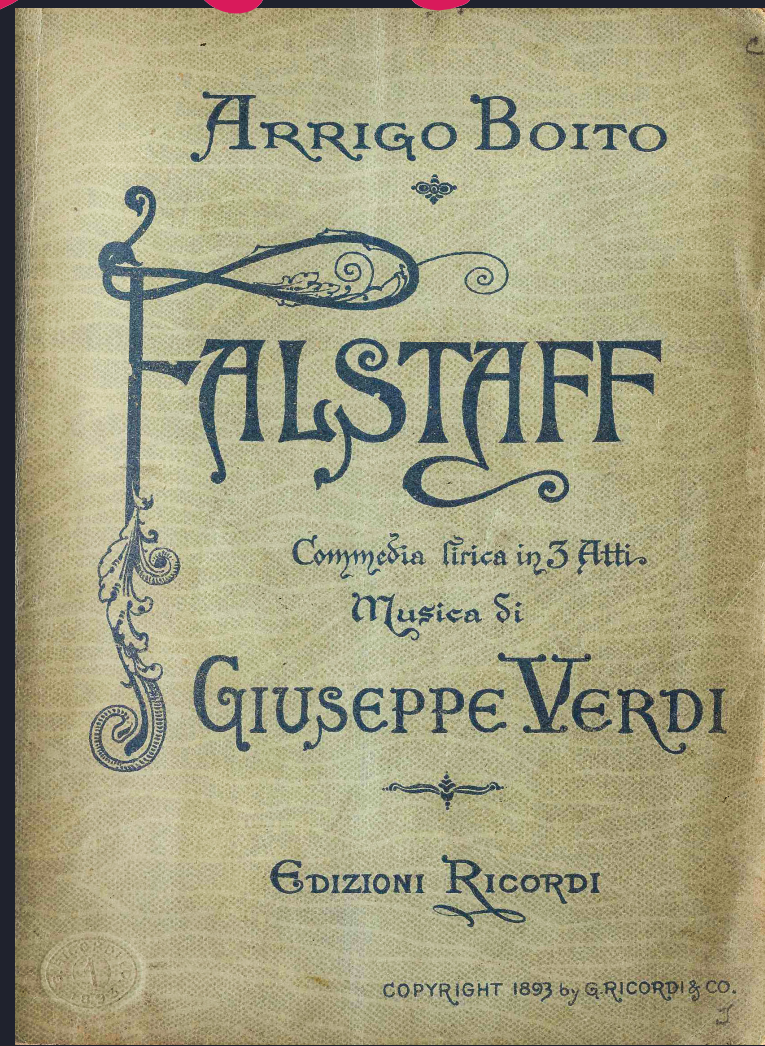 ARRIGO BOITO
FALSTAFF
Commedia lirica in 3 Atti.
Musica di
GIUSEPPE VERDI
EDIZIONI RICORDI
COPYRIGHT 1893 by G. RICORDI & CO.